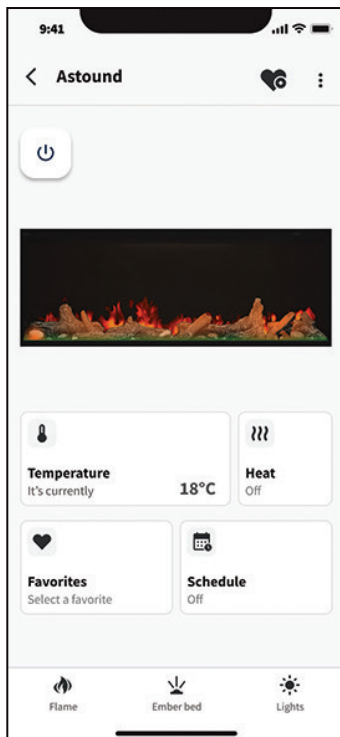 9:41
Astound
Temperature
It's currently
18°C
Heat
Off
Favorites
Select a favorite
Schedule
Off
Flame
Ember bed
Lights